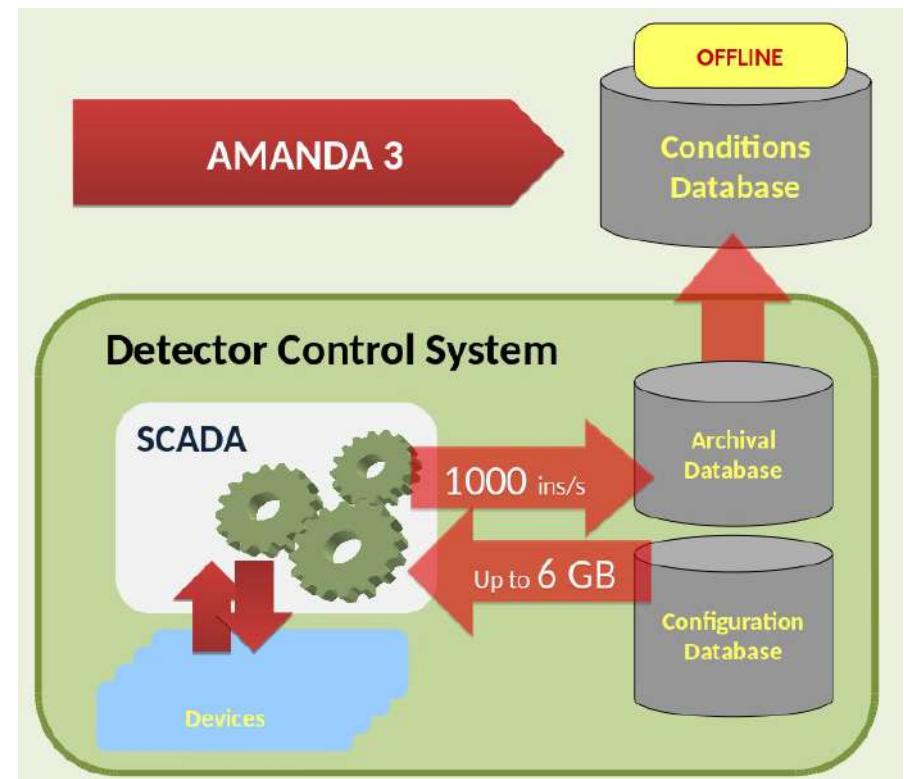 OFFLINE
AMANDA 3
Conditions
Database
Detector Control System
SCADA
1000 ins/s
Archival
Database
Up to 6 GB
Configuration
Database
Devices